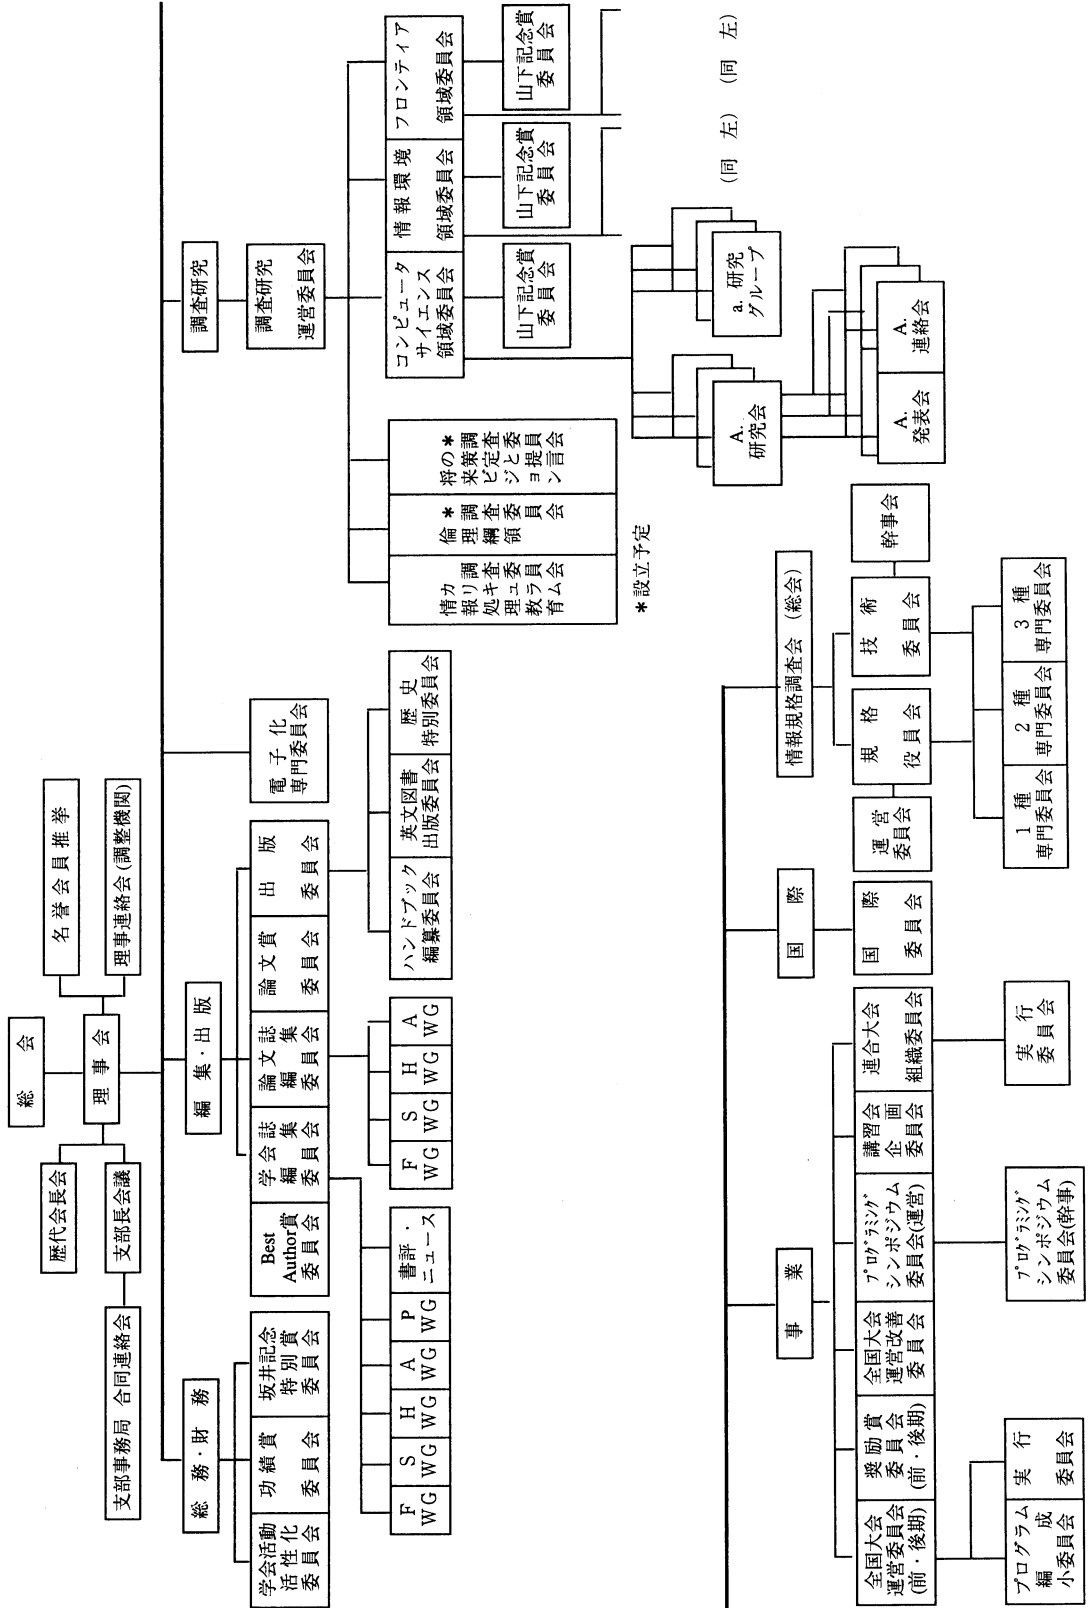 総会
理事会
名誉会員推挙
理事連絡会(調整機関)
歴代会長会
支部長会議
支部事務局 合同連絡会
総務・財務
学会活動
活性化
委員会
功績賞
委員会
坂井記念
特別賞
委員会
編集・出版
Best
Author賞
委員会
学会誌
編集
委員会
論文誌
編集
委員会
論文賞
委員会
出版
委員会
電子化
専門委員会
F
WG
S
WG
H
WG
A
WG
P
WG
書評・
ニュース
F
WG
S
WG
H
WG
A
WG
ハンドブック
編纂委員会
英文図書
出版委員会
歴史
特別委員会
調査研究
調査研究
運営委員会
情報処理教育
カリキュラム
調査委員会
倫理綱領
*調査委員会
将来ビジョン
の策定と提言
*調査委員会
*設立予定
コンピュータ
サイエンス
領域委員会
情報環境
領域委員会
フロンティア
領域委員会
山下記念賞
委員会
山下記念賞
委員会
山下記念賞
委員会
A.
研究会
a. 研究
グループ
(同 左)
(同 左)
A.
発表会
A.
連絡会
事業
全国大会
運営委員会
(前・後期)
奨励賞
委員会
(前・後期)
全国大会
運営改善
委員会
プログラミング
シンポジウム
委員会(運営)
講習会
企画
委員会
連合大会
組織委員会
プログラム
編成
小委員会
実行
委員会
プログラミング
シンポジウム
委員会(幹事)
実行
委員会
国際
国際
委員会
情報規格調査会 (総会)
運営
委員会
規格
役員会
技術
委員会
幹事会
1種
専門委員会
2種
専門委員会
3種
専門委員会